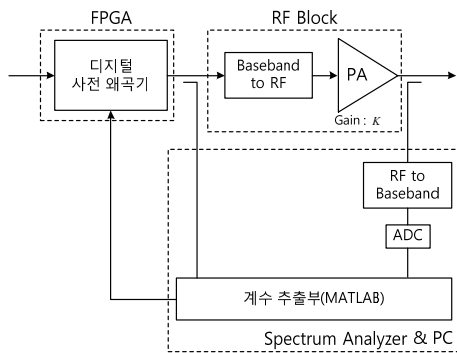 FPGA
RF Block
디지털
사전 왜곡기
Baseband
to RF
PA
Gain : K
RF to
Baseband
ADC
계수 추출부(MATLAB)
Spectrum Analyzer & PC